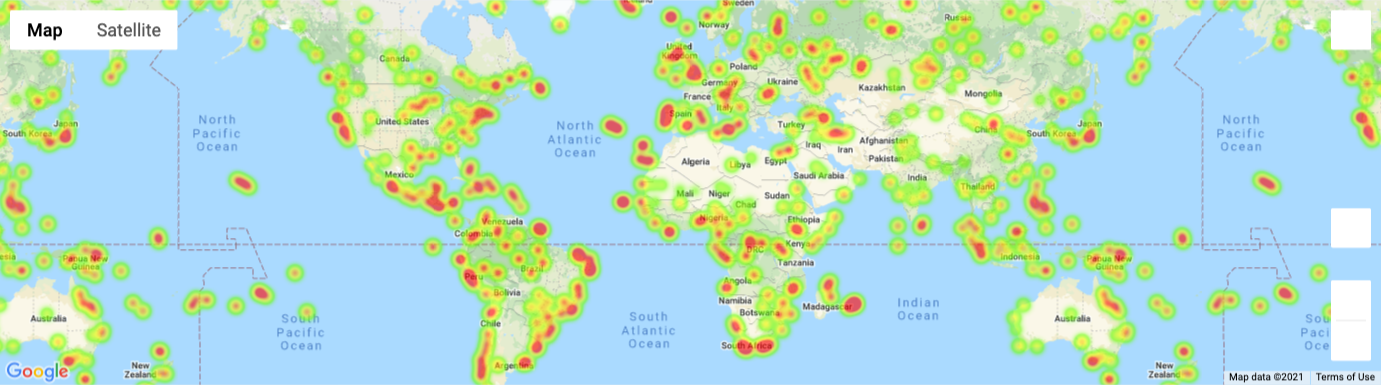 Map Satellite
Sweden
Norway
Russia
United
Kingdom
Canada
Poland
Germany
Ukraine
Kazakhstan
Mongolia
France
Italy
Japan
South Korea
North
Pacific
Ocean
United States
North
Atlantic
Ocean
Spain
Turkey
China
South Korea
Japan
North
Pacific
Ocean
Afghanistan
Iraq
Iran
Pakistan
Algeria
Libya
Egypt
Saudi Arabia
India
Mexico
Mali
Niger
Chad
Sudan
Thailand
Venezuela
Colombia
Nigeria
Ethiopia
DRC
Kenya
Papua New
Guinea
Brazil
Tanzania
Indonesia
Papua New
Guinea
Peru
Bolivia
Angola
Namibia
Botswana
Madagascar
Indian
Ocean
Australia
South
Pacific
Ocean
Chile
South
Atlantic
Ocean
South Africa
Australia
Argentina
New
Zealand
New
Zealand
Google
Map data ©2021 Terms of Use